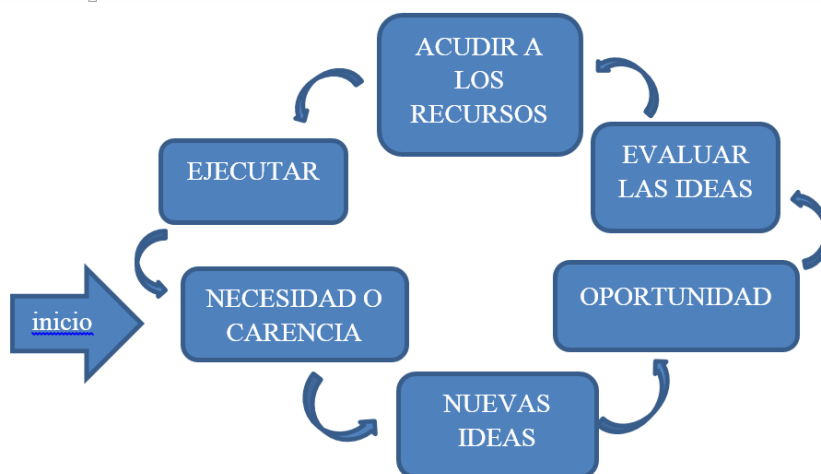 ACUDIR A
LOS
RECURSOS
EJECUTAR
EVALUAR
LAS IDEAS
inicio
NECESIDAD O
CARENCIA
OPORTUNIDAD
NUEVAS
IDEAS